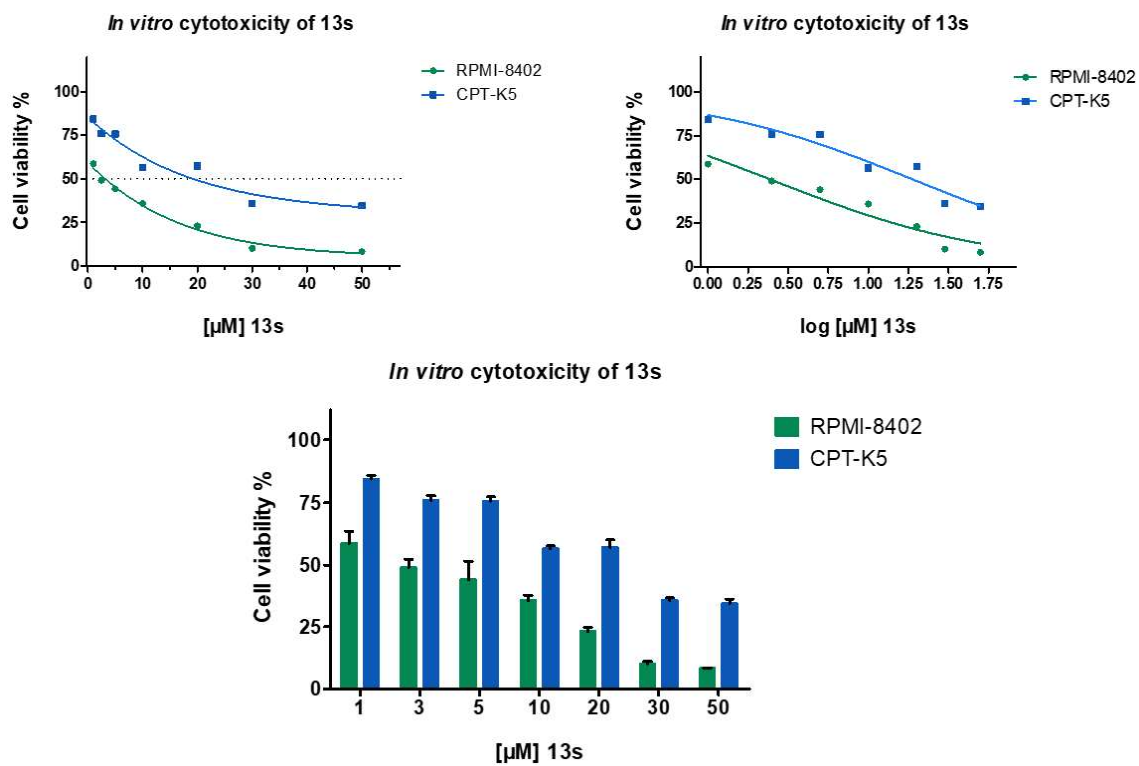 In vitro cytotoxicity of 13s
RPMI-8402
CPT-K5
Cell viability %
100
75
50
25
0
0 10 20 30 40 50
[µM] 13s
In vitro cytotoxicity of 13s
RPMI-8402
CPT-K5
Cell viability %
100
75
50
25
0
0.00 0.25 0.50 0.75 1.00 1.25 1.50 1.75
log [µM] 13s
In vitro cytotoxicity of 13s
RPMI-8402
CPT-K5
Cell viability %
100
75
50
25
0
1 3 5 10 20 30 50
[µM] 13s